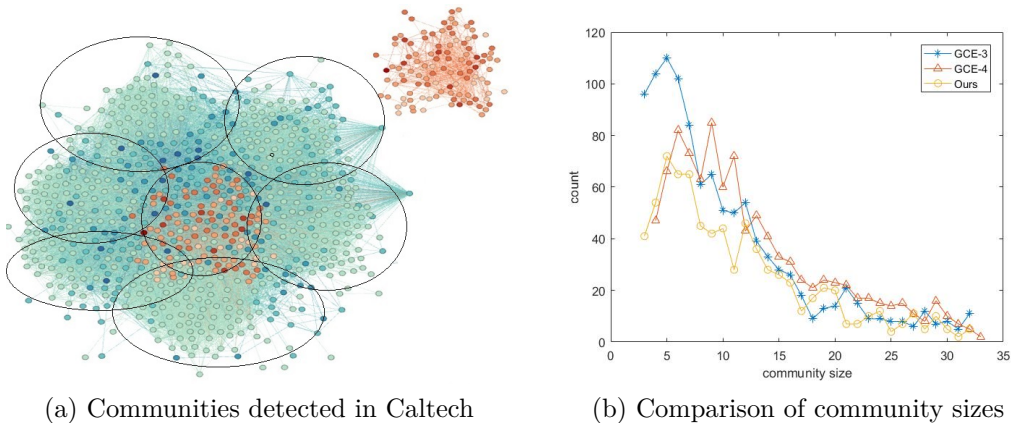 120
100
80
60
40
20
0
count
GCE-3
GCE-4
Ours
0 5 10 15 20 25 30 35
community size
(a) Communities detected in Caltech
(b) Comparison of community sizes